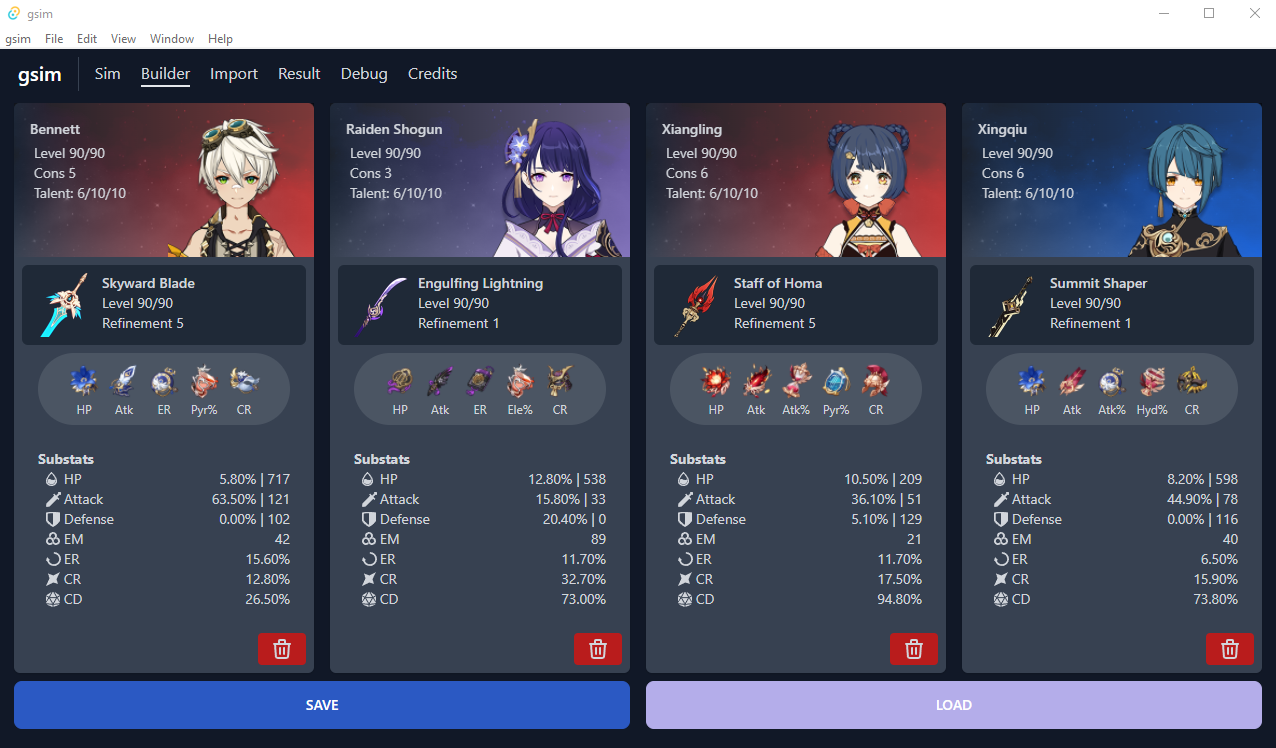 gsim
gsim File Edit View Window Help
gsim Sim Builder Import Result Debug Credits
Bennett
Level 90/90
Cons 5
Talent: 6/10/10
Skyward Blade
Level 90/90
Refinement 5
HP Atk ER Pyr% CR
Substats
HP 5.80% | 717
Attack 63.50% | 121
Defense 0.00% | 102
EM 42
ER 15.60%
CR 12.80%
CD 26.50%
Raiden Shogun
Level 90/90
Cons 3
Talent: 6/10/10
Engulfing Lightning
Level 90/90
Refinement 1
HP Atk ER Ele% CR
Substats
HP 12.80% | 538
Attack 15.80% | 33
Defense 20.40% | 0
EM 89
ER 11.70%
CR 32.70%
CD 73.00%
Xiangling
Level 90/90
Cons 6
Talent: 6/10/10
Staff of Homa
Level 90/90
Refinement 5
HP Atk Atk% Pyr% CR
Substats
HP 10.50% | 209
Attack 36.10% | 51
Defense 5.10% | 129
EM 21
ER 11.70%
CR 17.50%
CD 94.80%
Xingqiu
Level 90/90
Cons 6
Talent: 6/10/10
Summit Shaper
Level 90/90
Refinement 1
HP Atk Atk% Hyd% CR
Substats
HP 8.20% | 598
Attack 44.90% | 78
Defense 0.00% | 116
EM 40
ER 6.50%
CR 15.90%
CD 73.80%
SAVE
LOAD